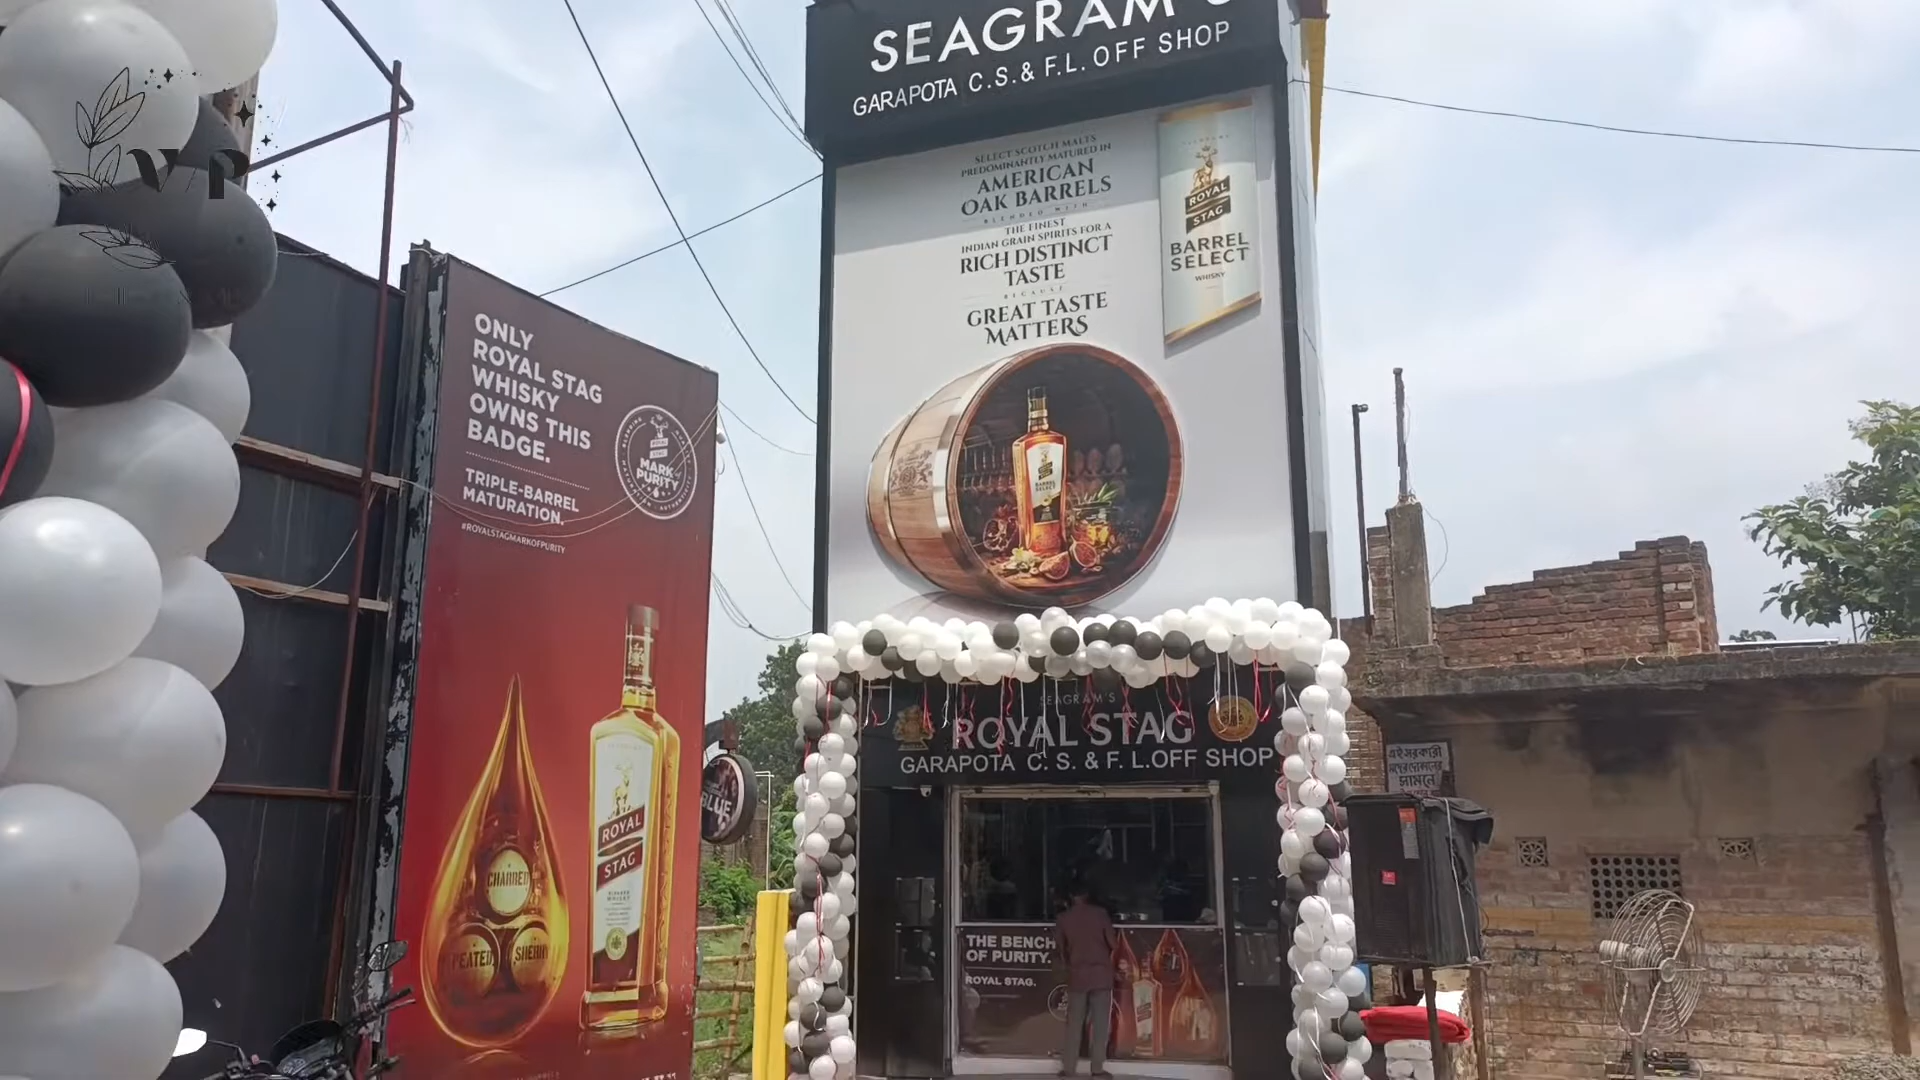 V/P
SEAGRAM'S
GARAPOTA C.S. & F.L. OFF SHOP
SELECT SCOTCH MALTS
PREDOMINANTLY MATURED IN
AMERICAN
OAK BARRELS
BLENDED WITH
THE FINEST
INDIAN GRAIN SPIRITS FOR A
RICH DISTINCT
TASTE
BECAUSE
GREAT TASTE
MATTERS
ROYAL
STAG
BARREL
SELECT
WHISKY
ONLY
ROYAL STAG
WHISKY
OWNS THIS
BADGE.
TRIPLE-BARREL
MATURATION.
#ROYALSTAGMARKOFPURITY
MARK
PURITY
ROYAL
STAG
CHARRED
PEATED
SHERRY
BLUE
SEAGRAM'S
ROYAL STAG
GARAPOTA C. S. & F. L.OFF SHOP
THE BENCH
OF PURITY.
ROYAL STAG.
এই সরকারী
সামনে